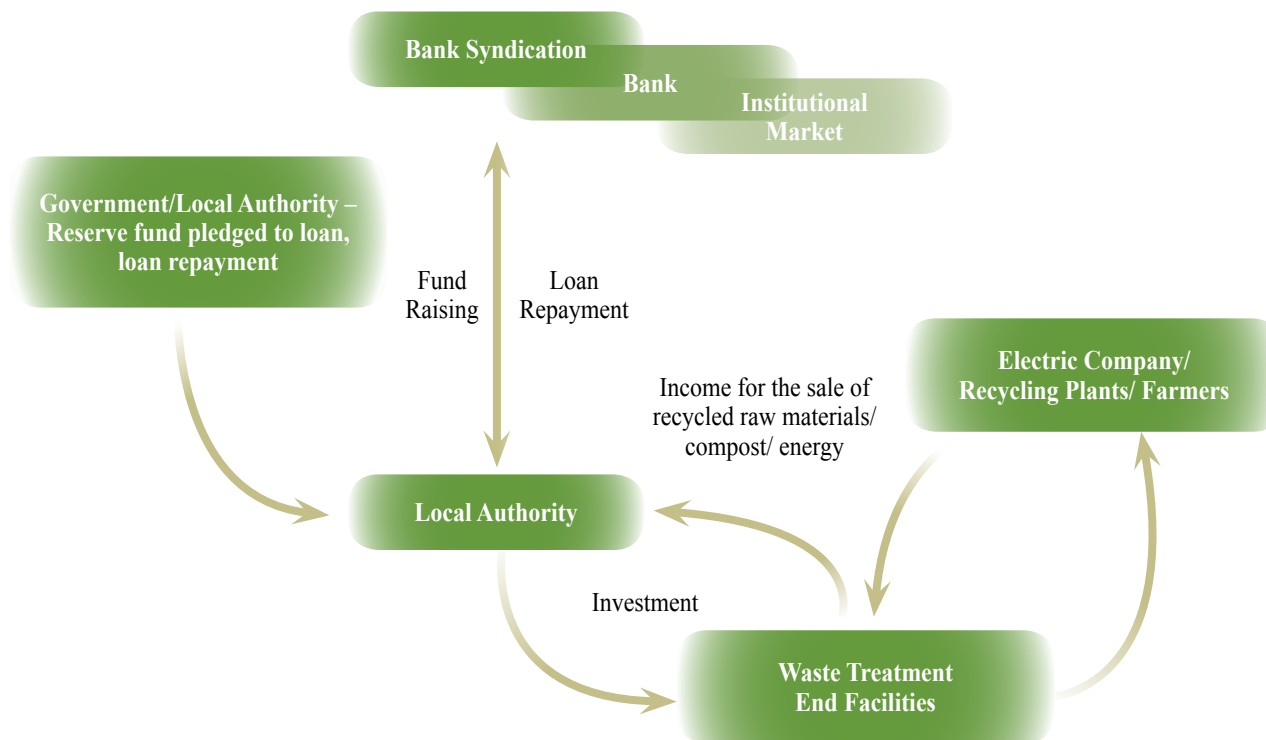 Bank Syndication
Bank
Institutional
Market
Government/Local Authority –
Reserve fund pledged to loan,
loan repayment
Fund
Raising
Loan
Repayment
Electric Company/
Recycling Plants/ Farmers
Income for the sale of
recycled raw materials/
compost/ energy
Local Authority
Investment
Waste Treatment
End Facilities